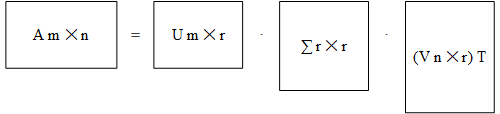 A m × n = U m × r · ∑ r × r · (V n × r) T